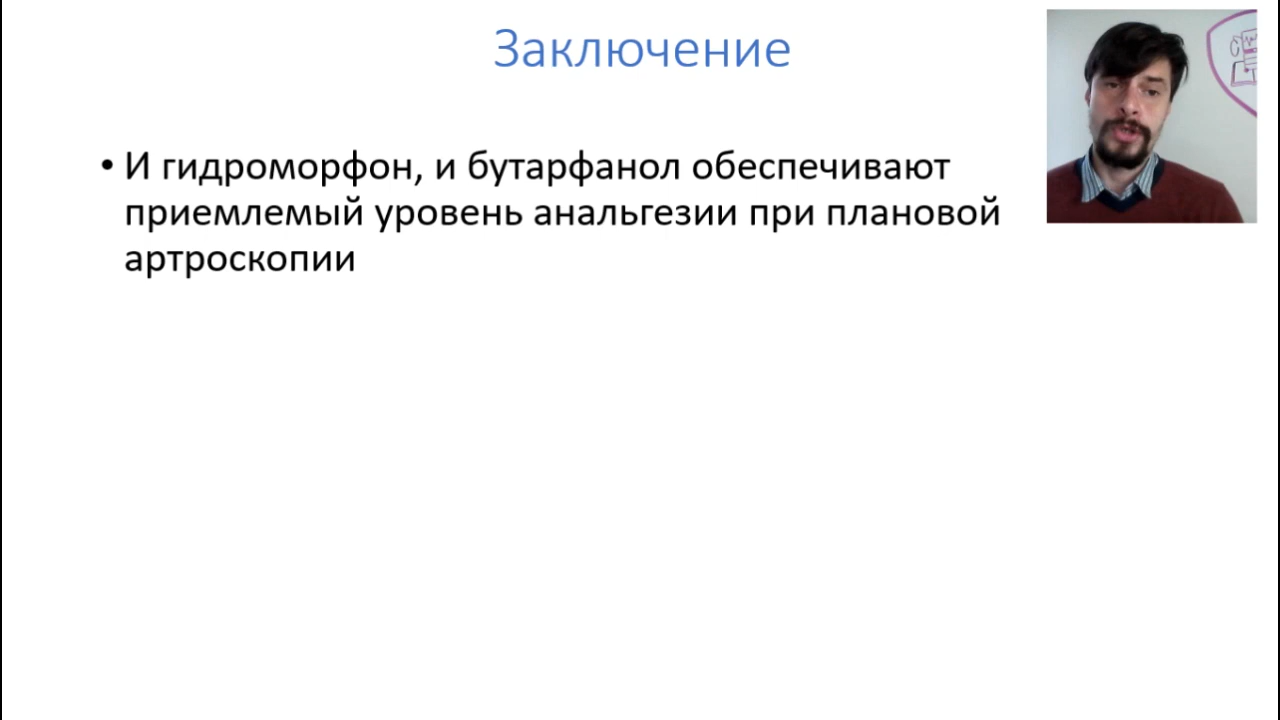 Заключение
• И гидроморфон, и бутарфанол обеспечивают
приемлемый уровень анальгезии при плановой
артроскопии